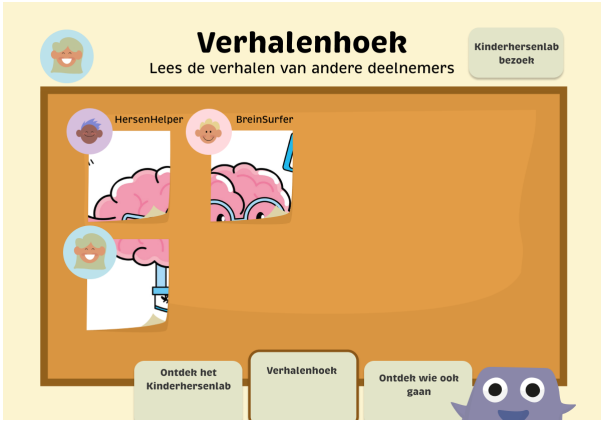 Verhalenhoek
Lees de verhalen van andere deelnemers
Kinderhersenlab
bezoek
HersenHelper
BreinSurfer
Ontdek het
Kinderhersenlab
Verhalenhoek
Ontdek wie ook
gaan